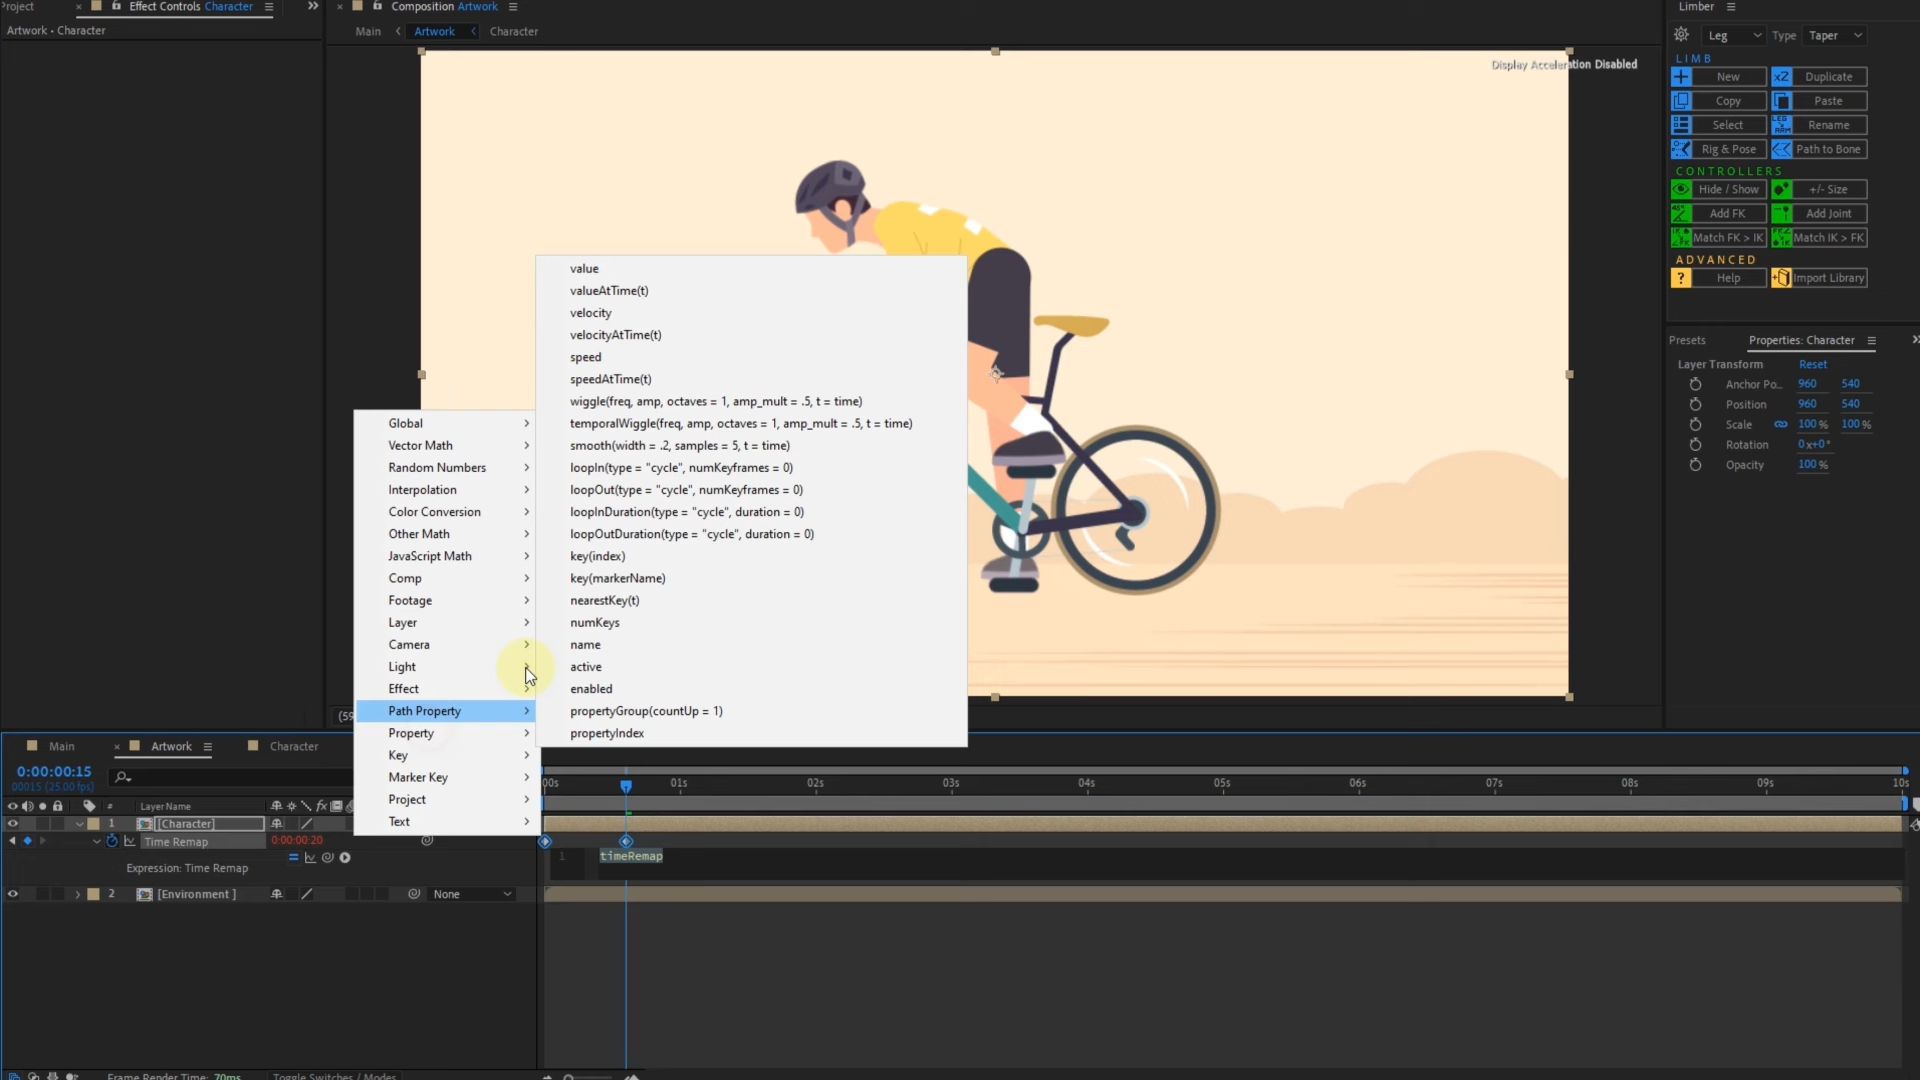 Project
Effect Controls Character
Artwork • Character
Composition Artwork
Main
Artwork
Character
Display Acceleration Disabled
Limber
Leg
Type
Taper
LIMB
New
x2
Duplicate
Copy
Paste
Select
Rename
Rig & Pose
Path to Bone
CONTROLLERS
Hide / Show
+/- Size
Add FK
Add Joint
Match FK > IK
Match IK > FK
ADVANCED
?
Help
Import Library
Presets
Properties: Character
Layer Transform
Reset
Anchor Po...
960
540
Position
960
540
Scale
100 %
100 %
Rotation
0x+0°
Opacity
100 %
value
valueAtTime(t)
velocity
velocityAtTime(t)
speed
speedAtTime(t)
wiggle(freq, amp, octaves = 1, amp_mult = .5, t = time)
temporalWiggle(freq, amp, octaves = 1, amp_mult = .5, t = time)
smooth(width = .2, samples = 5, t = time)
loopIn(type = "cycle", numKeyframes = 0)
loopOut(type = "cycle", numKeyframes = 0)
loopInDuration(type = "cycle", duration = 0)
loopOutDuration(type = "cycle", duration = 0)
key(index)
key(markerName)
nearestKey(t)
numKeys
name
active
enabled
propertyGroup(countUp = 1)
propertyIndex
Global
Vector Math
Random Numbers
Interpolation
Color Conversion
Other Math
JavaScript Math
Comp
Footage
Layer
Camera
Light
Effect
Path Property
Property
Key
Marker Key
Project
Text
Main
Artwork
Character
0:00:00:15
00015 (25.00 fps)
#
Layer Name
1
[Character]
Time Remap
0:00:00:20
Expression: Time Remap
2
[Environment ]
None
00s
01s
02s
03s
04s
05s
06s
07s
08s
09s
10s
1
timeRemap
Frame Render Time: 70ms
Toggle Switches / Modes